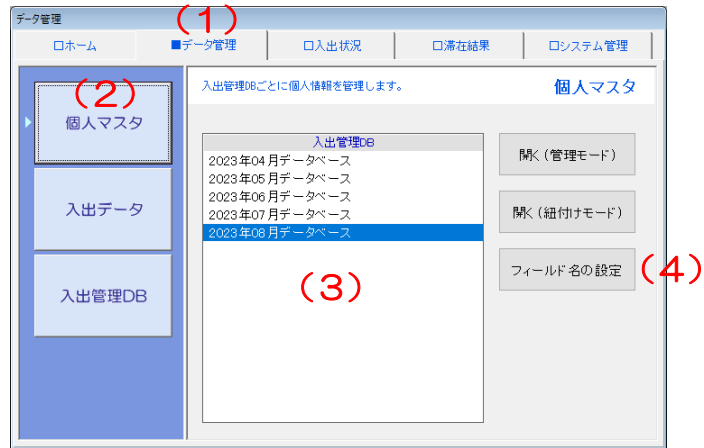 データ管理
(1)
□ホーム ■データ管理 □入出状況 □滞在結果 □システム管理
(2)
個人マスタ
入出データ
入出管理DB
入出管理DBごとに個人情報を管理します。
個人マスタ
入出管理DB
2023年04月データベース
2023年05月データベース
2023年06月データベース
2023年07月データベース
2023年08月データベース
(3)
開く(管理モード)
開く(紐付けモード)
フィールド名の設定
(4)